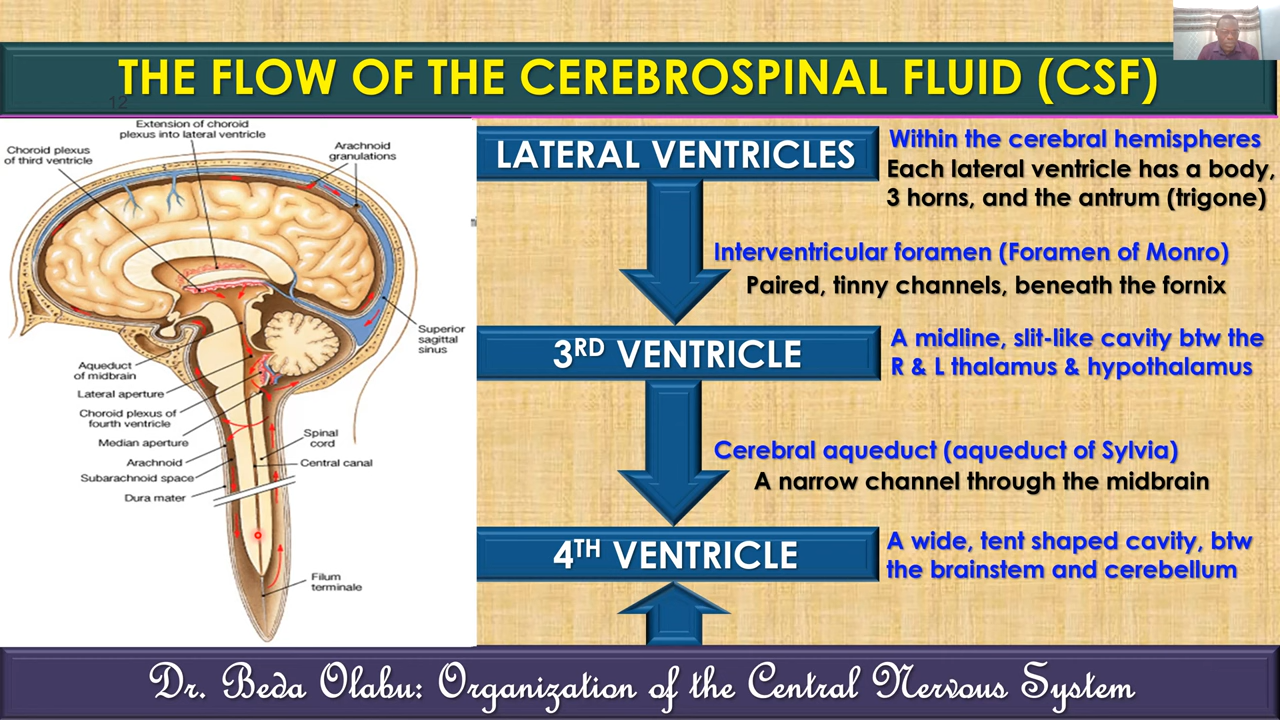 THE FLOW OF THE CEREBROSPINAL FLUID (CSF)
12
Extension of choroid
plexus into lateral ventricle
Choroid plexus
of third ventricle
Arachnoid
granulations
Superior
sagittal
sinus
Aqueduct
of midbrain
Lateral aperture
Choroid plexus of
fourth ventricle
Median aperture
Arachnoid
Subarachnoid space
Dura mater
Spinal
cord
Central canal
Filum
terminale
LATERAL VENTRICLES
Within the cerebral hemispheres
Each lateral ventricle has a body,
3 horns, and the antrum (trigone)
Interventricular foramen (Foramen of Monro)
Paired, tinny channels, beneath the fornix
3RD VENTRICLE
A midline, slit-like cavity btw the
R & L thalamus & hypothalamus
Cerebral aqueduct (aqueduct of Sylvia)
A narrow channel through the midbrain
4TH VENTRICLE
A wide, tent shaped cavity, btw
the brainstem and cerebellum
Dr. Beda Olabu: Organization of the Central Nervous System